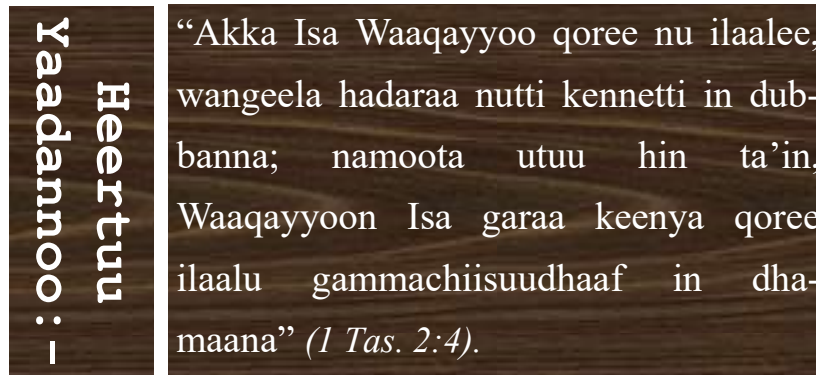 Heertuu
Yaadannoo:-
“Akka Isa Waaqayyoo qoree nu ilaalee,
wangeela hadaraa nutti kennetti in dub-
banna; namoota utuu hin ta’in,
Waaqayyoon Isa garaa keenya qoree
ilaalu gammachiisuudhaaf in dha-
maana” (1 Tas. 2:4).